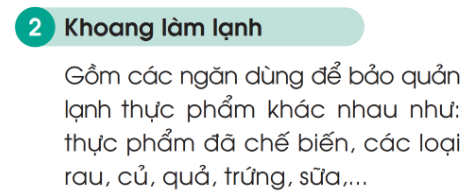 2 Khoang làm lạnh
Gồm các ngăn dùng để bảo quản
lạnh thực phẩm khác nhau như:
thực phẩm đã chế biến, các loại
rau, củ, quả, trứng, sữa,...